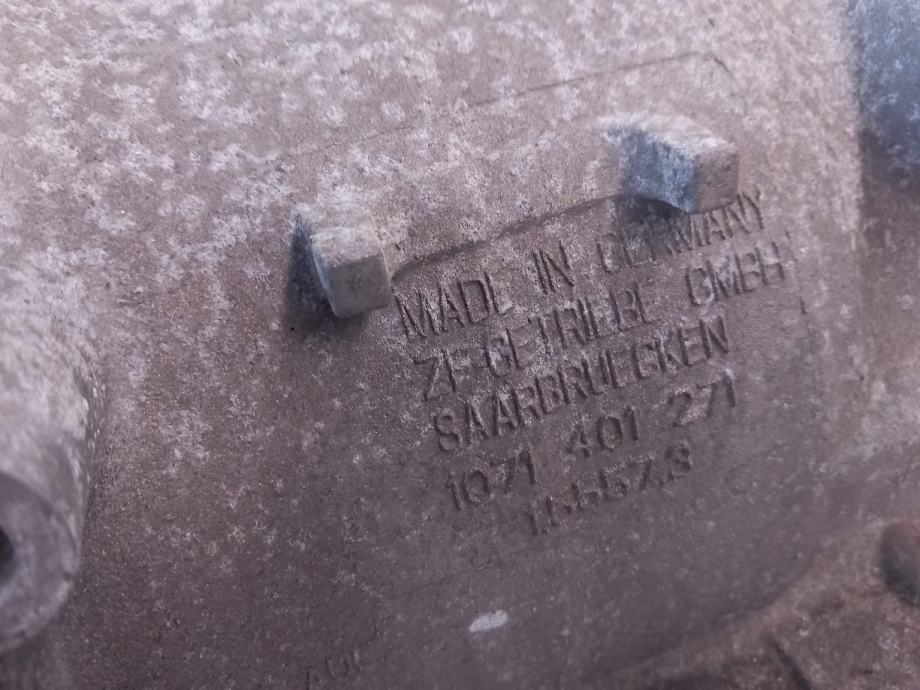 MADE IN GERMANY
ZF-GETRIEBE GMBH
SAARBRUECKEN
1071 401 271